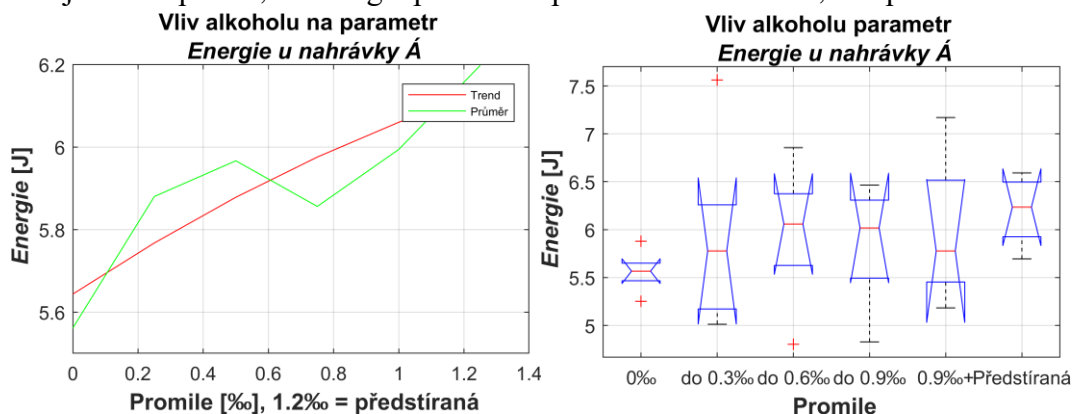 Vliv alkoholu na parametr
Energie u nahrávky Á
6.2
6
5.8
5.6
Energie [J]
Trend
Průměr
0 0.2 0.4 0.6 0.8 1 1.2 1.4
Promile [‰], 1.2‰ = předstíraná
Vliv alkoholu parametr
Energie u nahrávky Á
7.5
7
6.5
6
5.5
5
Energie [J]
0‰ do 0.3‰ do 0.6‰ do 0.9‰ 0.9‰+ Předstíraná
Promile